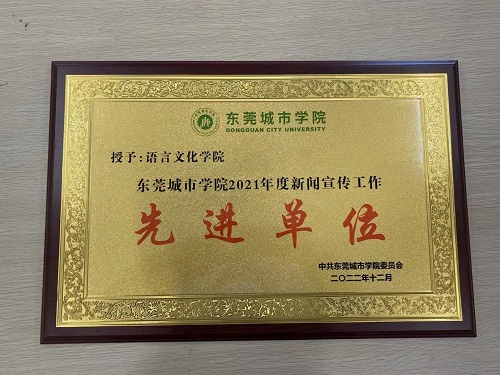 东莞城市学院
DONGGUAN CITY UNIVERSITY
授予:语言文化学院
东莞城市学院2021年度新闻宣传工作
先进单位
中共东莞城市学院委员会
二〇二二年十二月